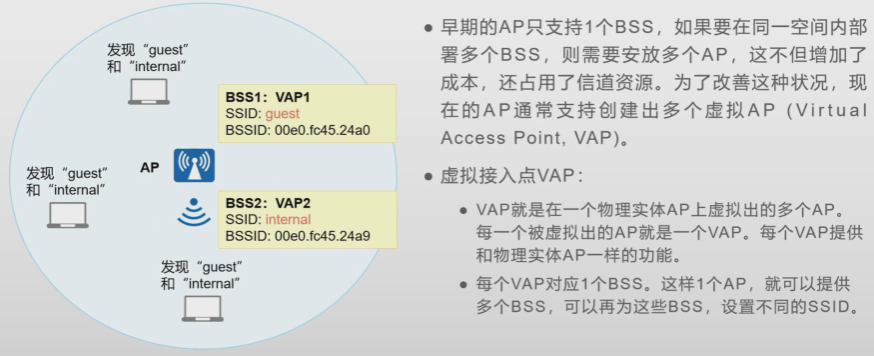 发现“guest”
和“internal”
BSS1：VAP1
SSID: guest
BSSID: 00e0.fc45.24a0
AP
发现“guest”
和“internal”
BSS2：VAP2
SSID: internal
BSSID: 00e0.fc45.24a9
发现“guest”
和“internal”
● 早期的AP只支持1个BSS，如果要在同一空间内部
署多个BSS，则需要安放多个AP，这不但增加了
成本，还占用了信道资源。为了改善这种状况，现
在的AP通常支持创建出多个虚拟AP（Virtual
Access Point, VAP)。
● 虚拟接入点VAP：
● VAP就是在一个物理实体AP上虚拟出的多个AP。
每一个被虚拟出的AP就是一个VAP。每个VAP提供
和物理实体AP一样的功能。
● 每个VAP对应1个BSS。这样1个AP，就可以提供
多个BSS，可以再为这些BSS，设置不同的SSID。